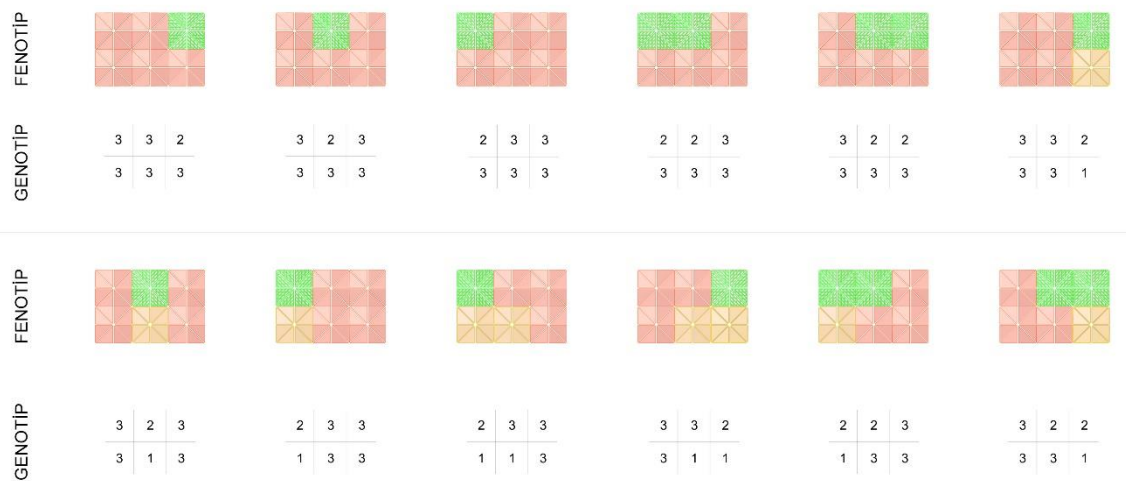 FENOTİP
GENOTİP
3 3 2 3 2 3 2 3 3 2 2 3 3 2 2 3 3 2
3 3 3 3 3 3 3 3 3 3 3 3 3 3 3 3 3 1
FENOTİP
GENOTİP
3 2 3 2 3 3 2 3 3 3 3 2 2 2 3 3 2 2
3 1 3 1 3 3 1 1 3 3 1 1 1 3 3 3 3 1